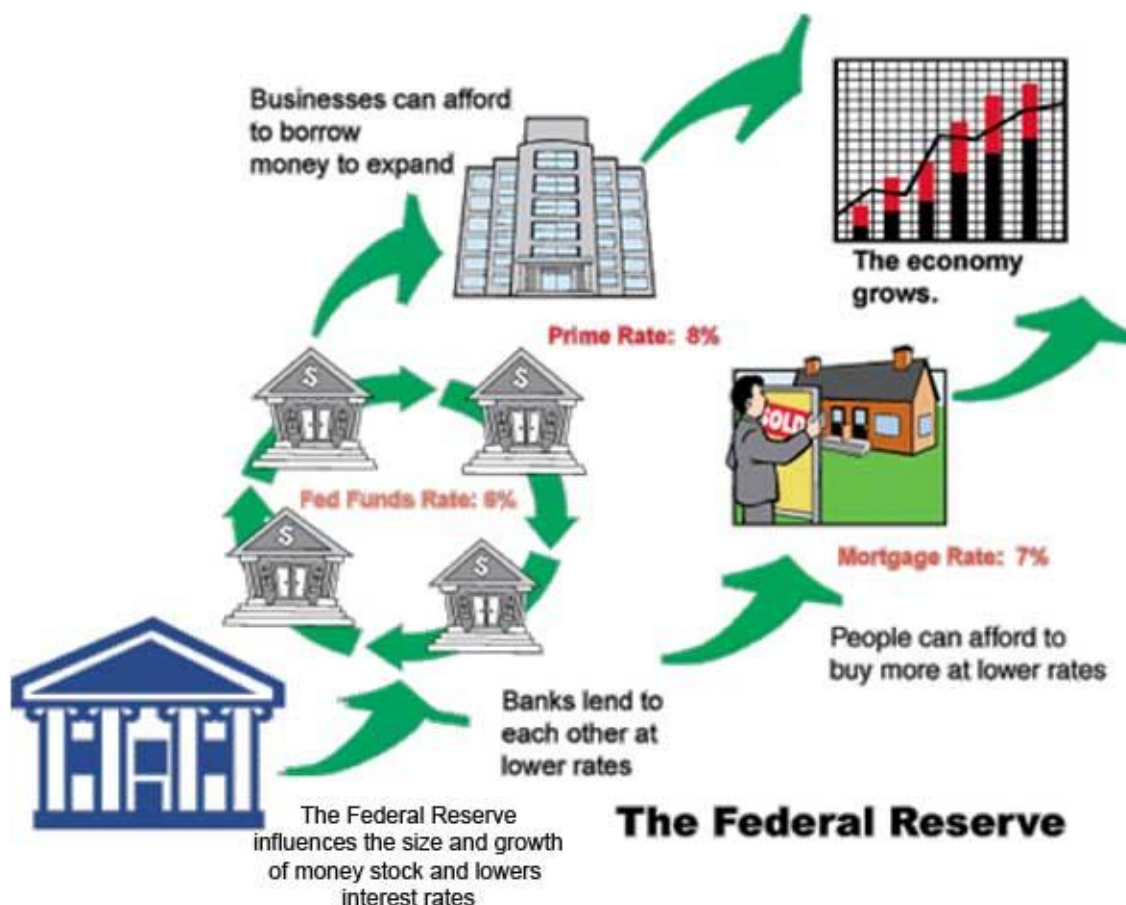 Businesses can afford
to borrow
money to expand
The economy
grows.
Prime Rate: 8%
$
$
SOLD
Fed Funds Rate: 6%
$
$
Mortgage Rate: 7%
People can afford to
buy more at lower rates
Banks lend to
each other at
lower rates
The Federal Reserve
influences the size and growth
of money stock and lowers
interest rates
The Federal Reserve